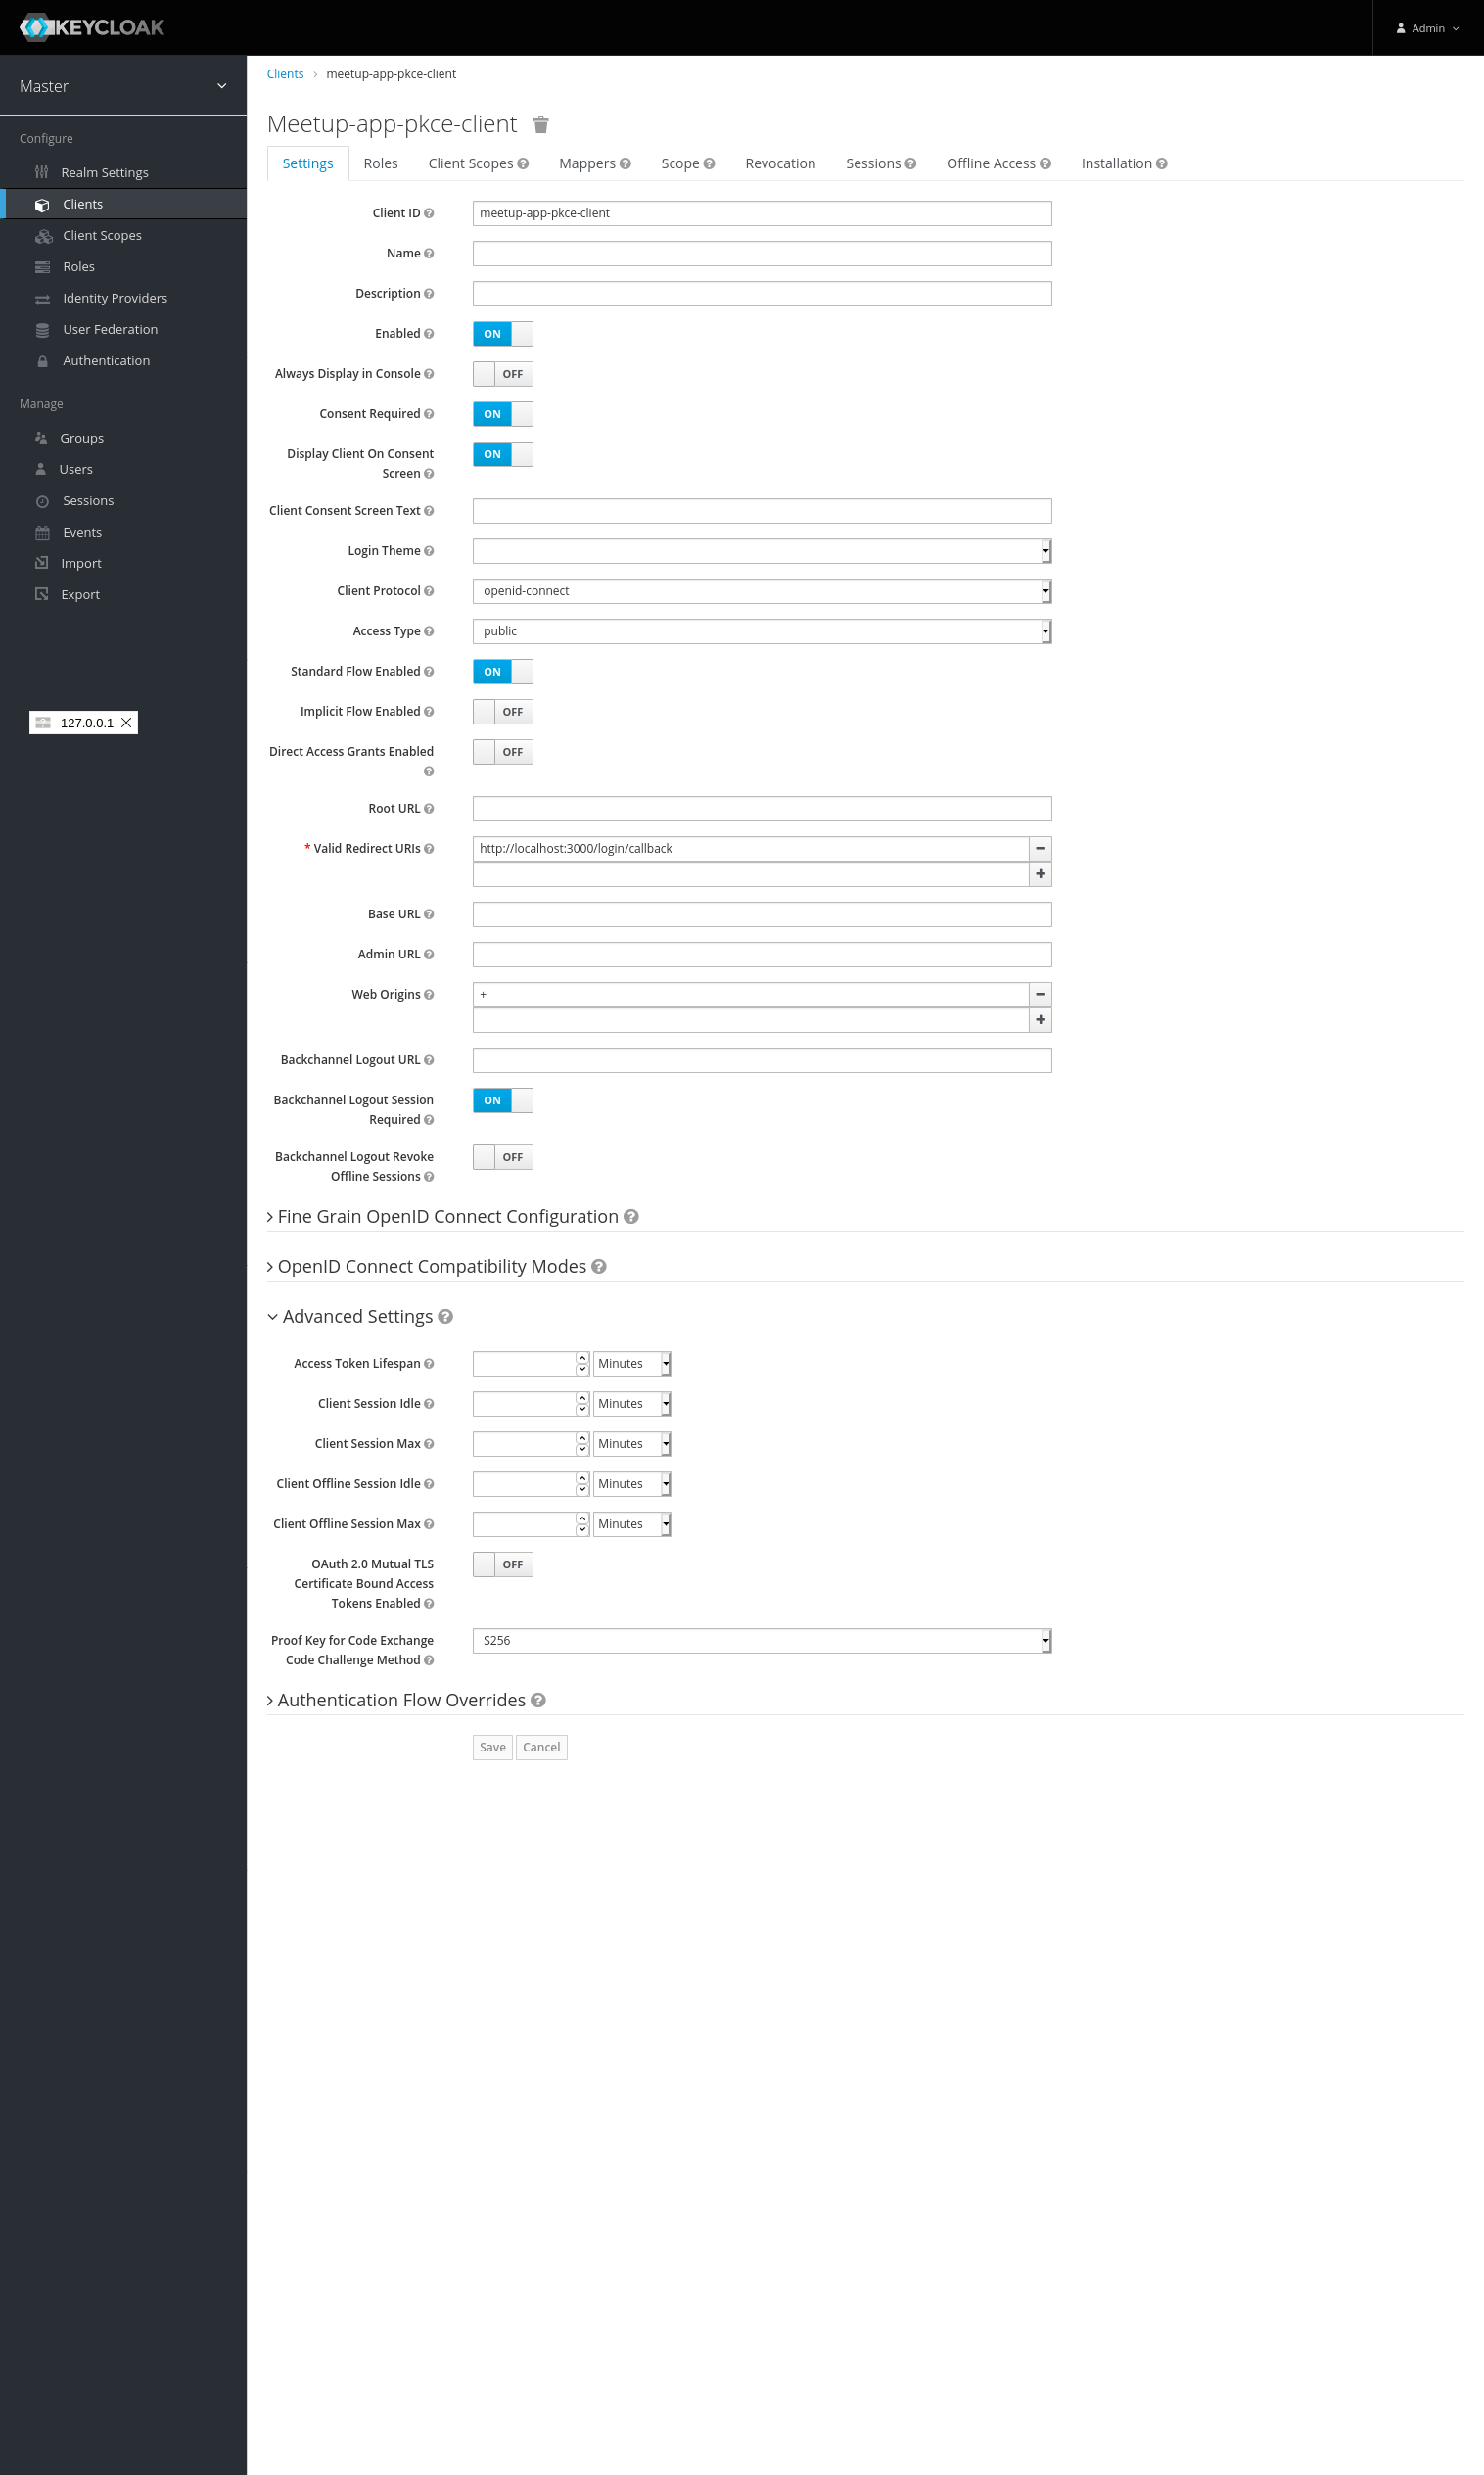 KEYCLOAK
Admin
Master
Configure
Realm Settings
Clients
Client Scopes
Roles
Identity Providers
User Federation
Authentication
Manage
Groups
Users
Sessions
Events
Import
Export
127.0.0.1
Clients › meetup-app-pkce-client
Meetup-app-pkce-client
Settings Roles Client Scopes Mappers Scope Revocation Sessions Offline Access Installation
Client ID meetup-app-pkce-client
Name
Description
Enabled ON
Always Display in Console OFF
Consent Required ON
Display Client On Consent ON
Screen
Client Consent Screen Text
Login Theme
Client Protocol openid-connect
Access Type public
Standard Flow Enabled ON
Implicit Flow Enabled OFF
Direct Access Grants Enabled OFF
Root URL
* Valid Redirect URIs http://localhost:3000/login/callback
Base URL
Admin URL
Web Origins +
Backchannel Logout URL
Backchannel Logout Session ON
Required
Backchannel Logout Revoke OFF
Offline Sessions
Fine Grain OpenID Connect Configuration
OpenID Connect Compatibility Modes
Advanced Settings
Access Token Lifespan Minutes
Client Session Idle Minutes
Client Session Max Minutes
Client Offline Session Idle Minutes
Client Offline Session Max Minutes
OAuth 2.0 Mutual TLS OFF
Certificate Bound Access
Tokens Enabled
Proof Key for Code Exchange S256
Code Challenge Method
Authentication Flow Overrides
Save Cancel